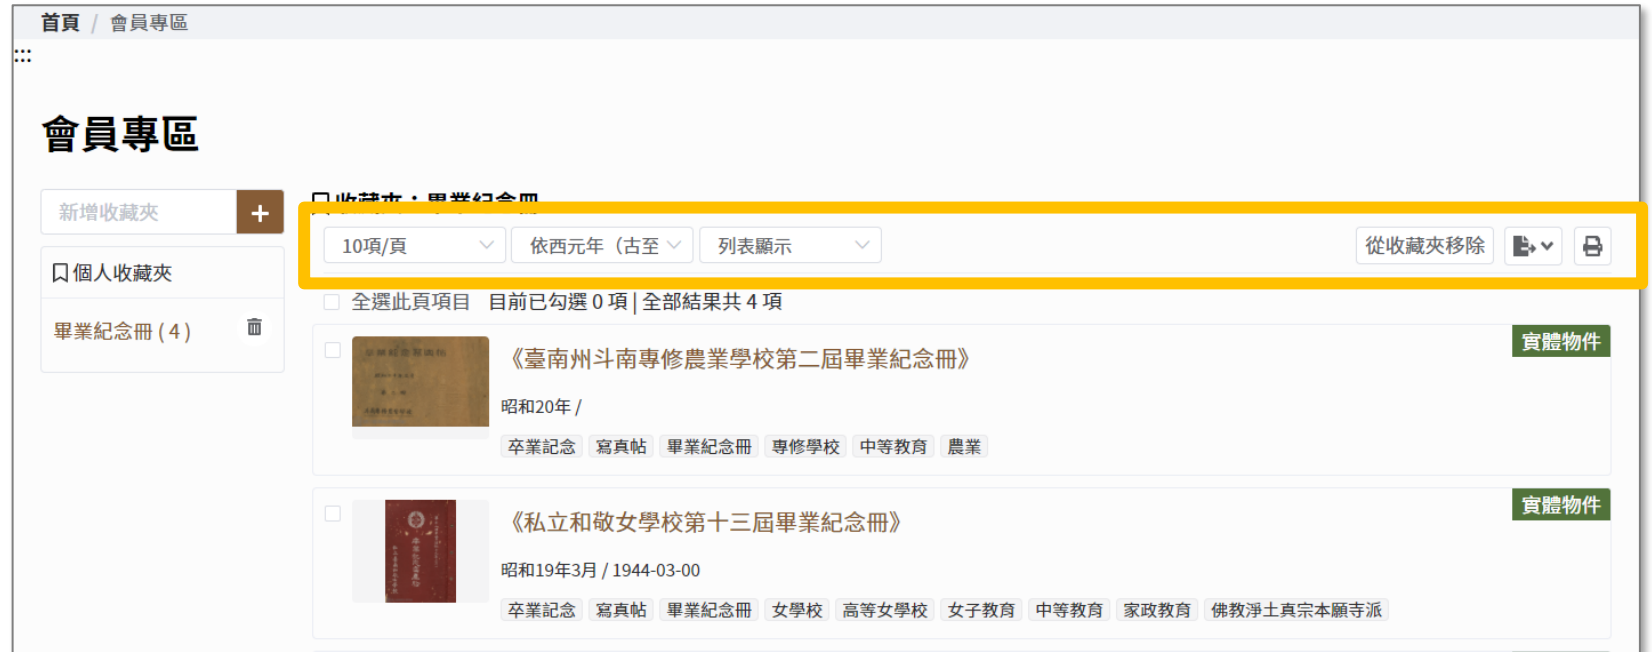 首頁 / 會員專區
:::
會員專區
新增收藏夾 +
個人收藏夾
畢業紀念冊 ( 4 )
收藏夾：畢業紀念冊
10項/頁 依西元年（古至 列表顯示 從收藏夾移除
全選此頁項目 目前已勾選 0 項 | 全部結果共 4 項
實體物件
《臺南州斗南專修農業學校第二屆畢業紀念冊》
昭和20年 /
卒業記念 寫真帖 畢業紀念冊 專修學校 中等教育 農業
實體物件
《私立和敬女學校第十三屆畢業紀念冊》
昭和19年3月 / 1944-03-00
卒業記念 寫真帖 畢業紀念冊 女學校 高等女學校 女子教育 中等教育 家政教育 佛教淨土真宗本願寺派